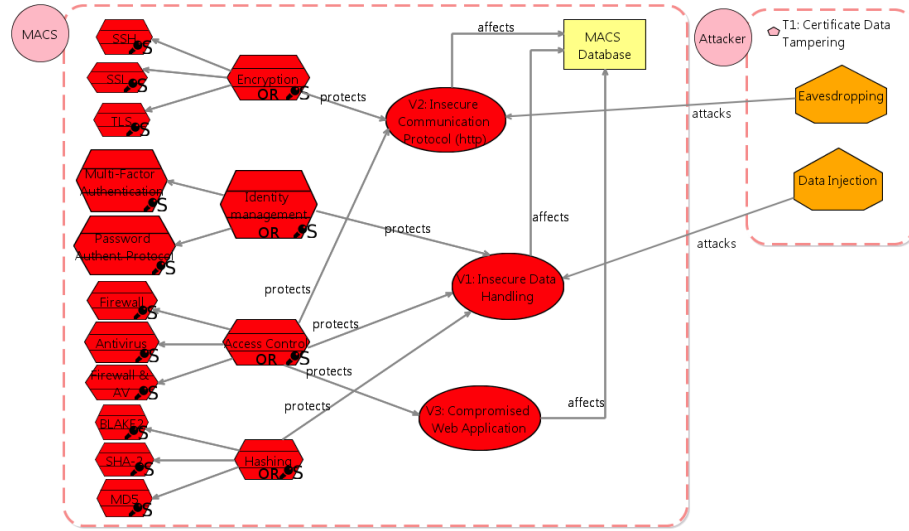 MACS
SSH
S
SSL
S
TLS
S
Encryption
OR S
protects
Multi-Factor
Authentication
S
Password
Authent. Protocol
S
Identity
management
OR S
protects
Firewall
S
Antivirus
S
Firewall &
AV
S
Access Control
OR S
protects
protects
protects
BLAKE2
S
SHA-2
S
MD5
S
Hashing
OR S
protects
V2: Insecure
Communication
Protocol (http)
V1: Insecure Data
Handling
V3: Compromised
Web Application
affects
affects
affects
MACS
Database
Attacker
T1: Certificate Data
Tampering
Eavesdropping
attacks
Data Injection
attacks